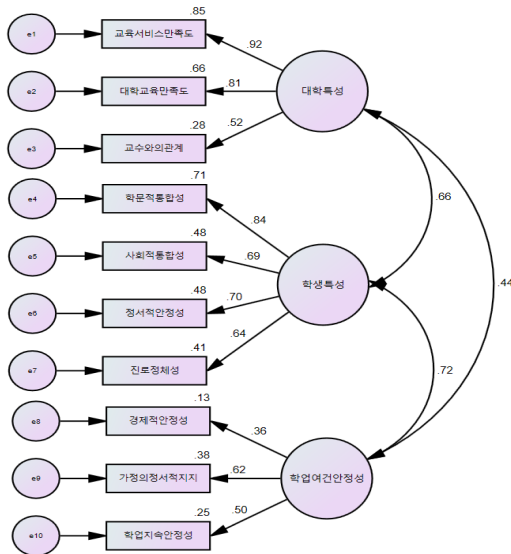 .85
e1
교육서비스만족도
.92
.66
e2
대학교육만족도
.81
대학특성
.52
.28
e3
교수와의관계
.71
e4
학문적통합성
.84
.66
.48
e5
사회적통합성
.69
.44
.48
e6
정서적안정성
.70
학생특성
.64
.41
e7
진로정체성
.72
.13
e8
경제적안정성
.36
.38
e9
가정의정서적지지
.62
학업여건안정성
.50
.25
e10
학업지속안정성